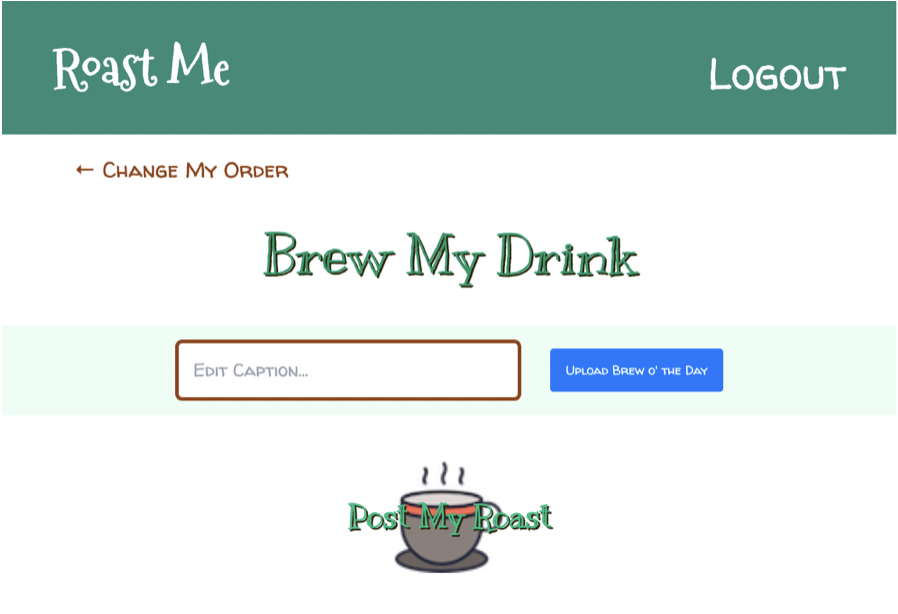 Roast Me
Logout
← Change My Order
Brew My Drink
Edit Caption...
Upload Brew o' the Day
Post My Roast